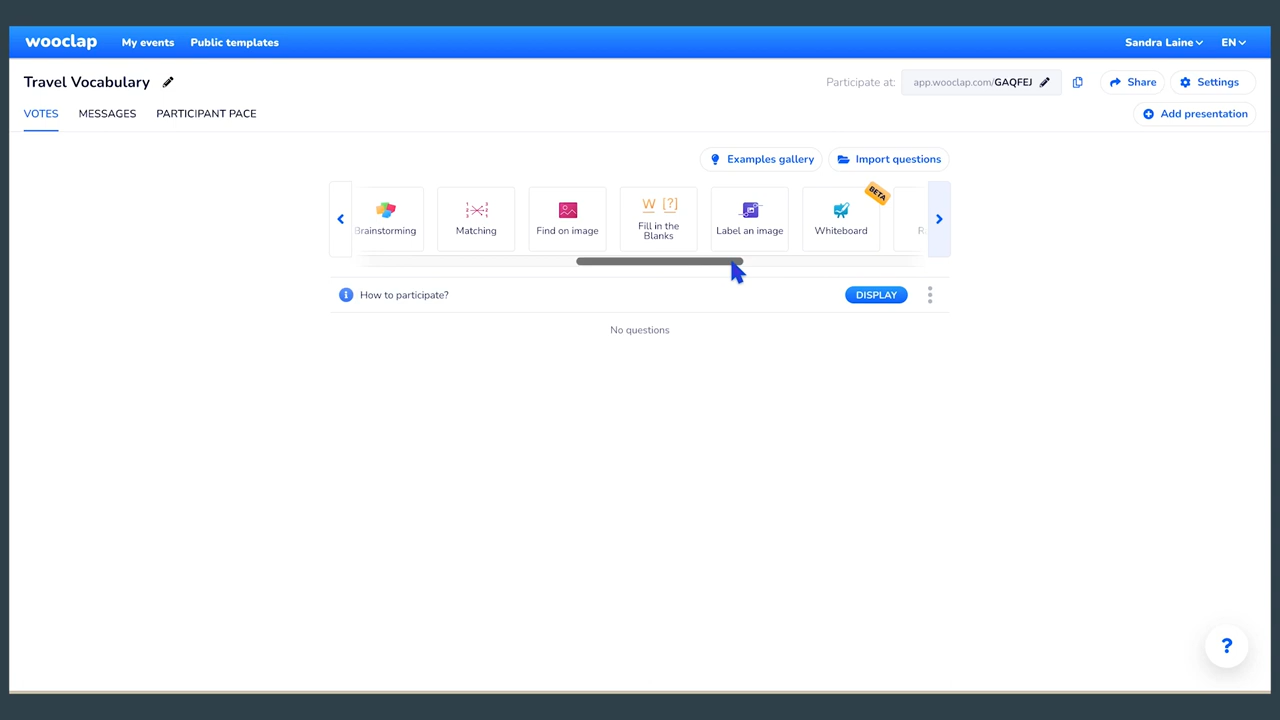 wooclap My events Public templates Sandra Laine EN
Travel Vocabulary Participate at: app.wooclap.com/GAQFEJ Share Settings
VOTES MESSAGES PARTICIPANT PACE Add presentation
Examples gallery Import questions
BETA
W [?]
Brainstorming Matching Find on image Fill in the Blanks Label an image Whiteboard
How to participate? DISPLAY
No questions
?